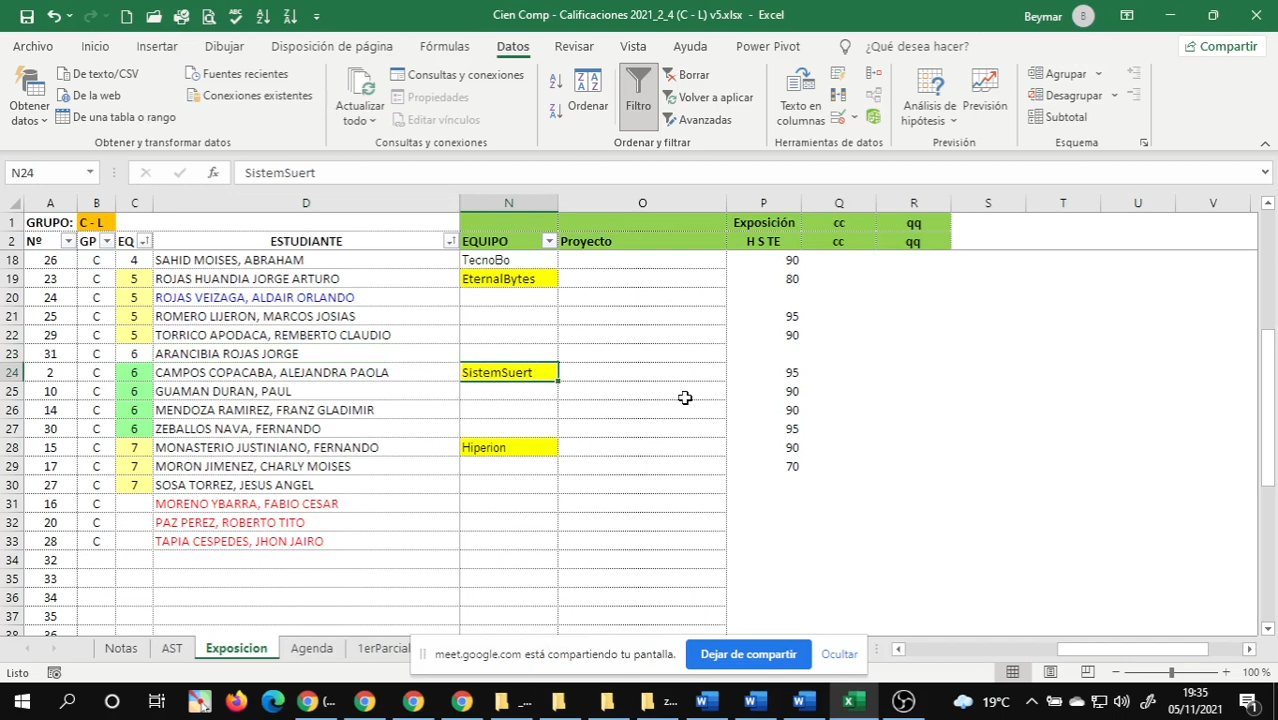 Cien Comp - Calificaciones 2021_2_4 (C - L) v5.xlsx - Excel
Beymar B
Archivo Inicio Insertar Dibujar Disposición de página Fórmulas Datos Revisar Vista Ayuda Power Pivot ¿Qué desea hacer? Compartir
Obtener datos
De texto/CSV
De la web
De una tabla o rango
Fuentes recientes
Conexiones existentes
Obtener y transformar datos
Actualizar todo
Consultas y conexiones
Propiedades
Editar vínculos
Consultas y conexiones
Ordenar
Filtro
Borrar
Volver a aplicar
Avanzadas
Ordenar y filtrar
Texto en columnas
Herramientas de datos
Análisis de hipótesis
Previsión
Previsión
Agrupar
Desagrupar
Subtotal
Esquema
N24 SistemSuert
A B C D N O P Q R S T U V
1 GRUPO: C - L Exposición cc qq
2 Nº GP EQ ESTUDIANTE EQUIPO Proyecto H S TE cc qq
18 26 C 4 SAHID MOISES, ABRAHAM TecnoBo 90
19 23 C 5 ROJAS HUANDIA JORGE ARTURO EternalBytes 80
20 24 C 5 ROJAS VEIZAGA, ALDAIR ORLANDO
21 25 C 5 ROMERO LIJERON, MARCOS JOSIAS 95
22 29 C 5 TORRICO APODACA, REMBERTO CLAUDIO 90
23 31 C 6 ARANCIBIA ROJAS JORGE
24 2 C 6 CAMPOS COPACABA, ALEJANDRA PAOLA SistemSuert 95
25 10 C 6 GUAMAN DURAN, PAUL 90
26 14 C 6 MENDOZA RAMIREZ, FRANZ GLADIMIR 90
27 30 C 6 ZEBALLOS NAVA, FERNANDO 95
28 15 C 7 MONASTERIO JUSTINIANO, FERNANDO Hiperion 90
29 17 C 7 MORON JIMENEZ, CHARLY MOISES 70
30 27 C 7 SOSA TORREZ, JESUS ANGEL
31 16 C MORENO YBARRA, FABIO CESAR
32 20 C PAZ PEREZ, ROBERTO TITO
33 28 C TAPIA CESPEDES, JHON JAIRO
34 32
35 33
36 34
37 35
38 36
Notas AST Exposicion Agenda 1erParcial
meet.google.com está compartiendo tu pantalla. Dejar de compartir Ocultar
Listo 100 %
19°C 19:35
05/11/2021